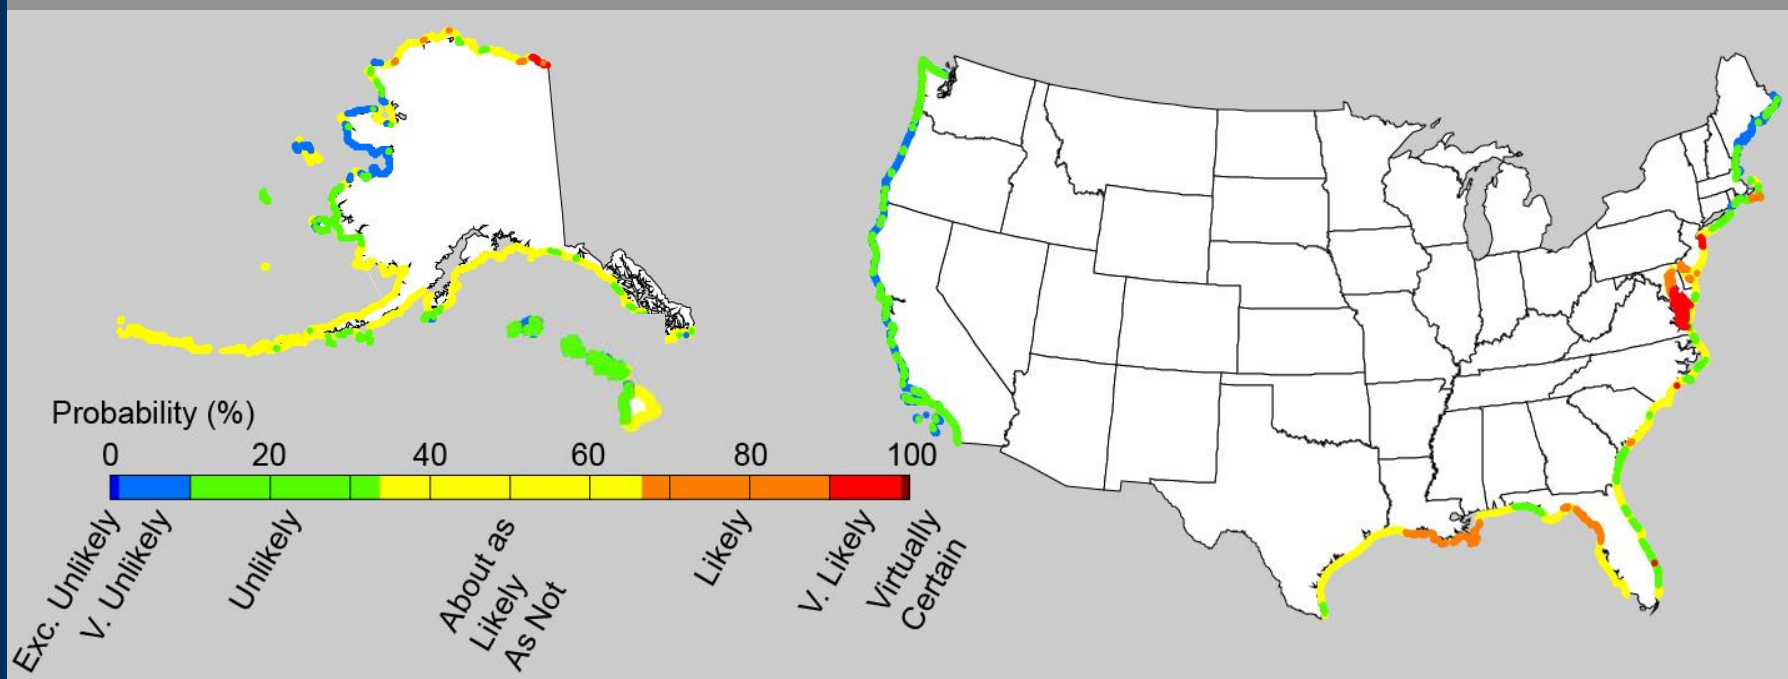 Probability (%)
0 20 40 60 80 100
Exc. Unlikely
V. Unlikely
Unlikely
About as
Likely
As Not
Likely
V. Likely
Virtually
Certain